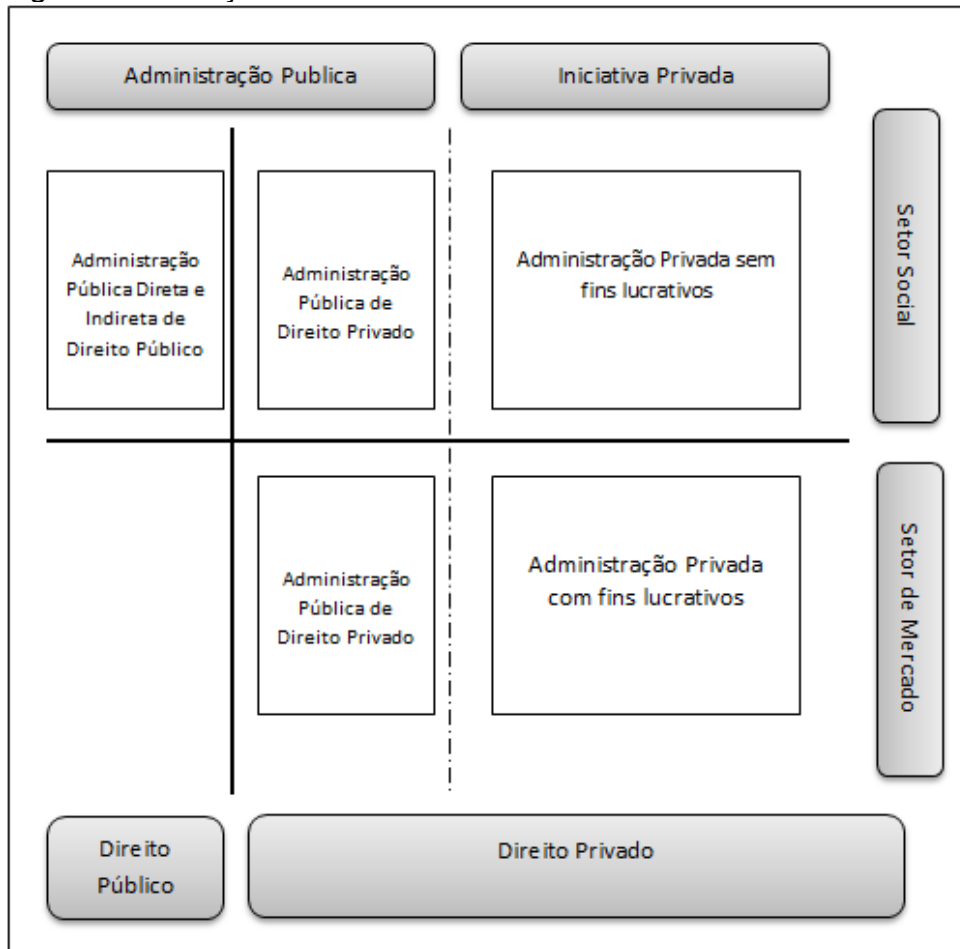 Administração Publica
Iniciativa Privada
Administração
Pública Direta e
Indireta de
Direito Público
Administração
Pública de
Direito Privado
Administração Privada sem
fins lucrativos
Setor Social
Administração
Pública de
Direito Privado
Administração Privada
com fins lucrativos
Setor de Mercado
Direito
Público
Direito Privado